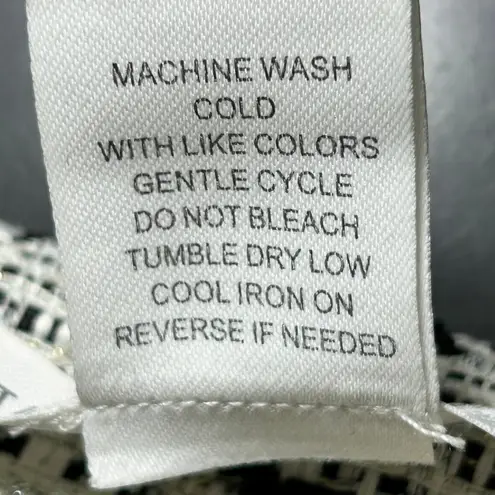 MACHINE WASH
COLD
WITH LIKE COLORS
GENTLE CYCLE
DO NOT BLEACH
TUMBLE DRY LOW
COOL IRON ON
REVERSE IF NEEDED